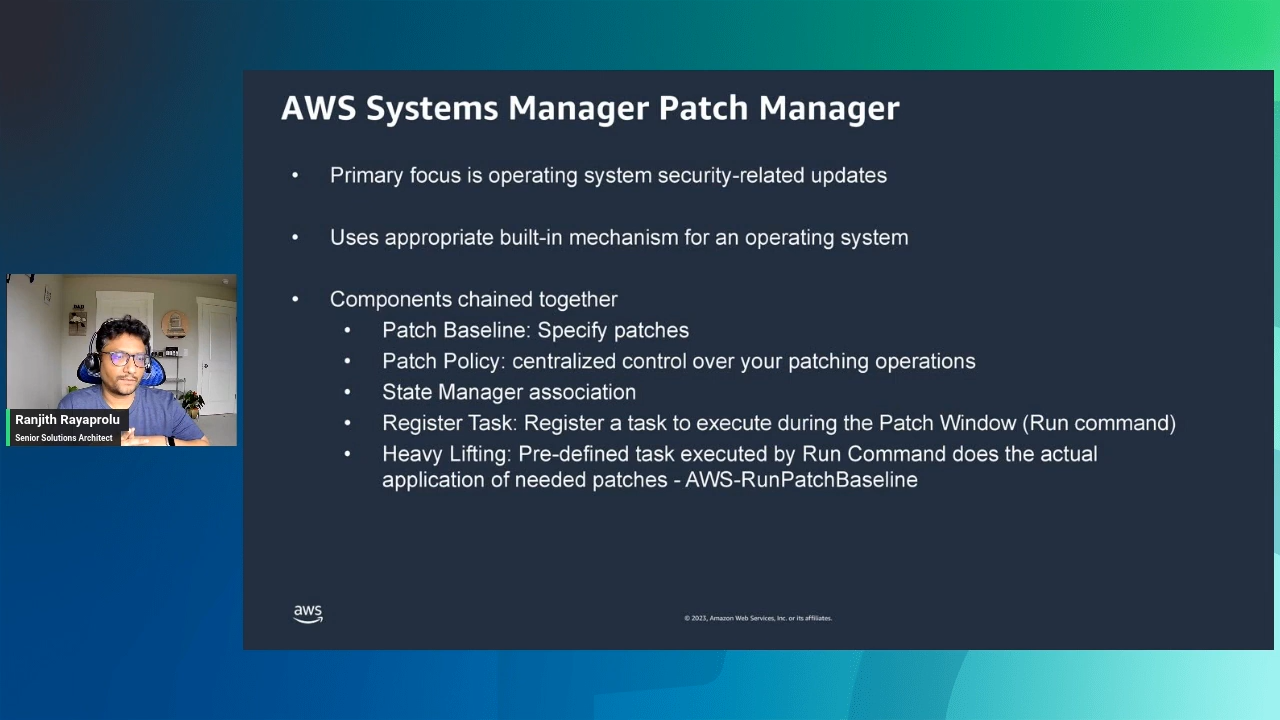 AWS Systems Manager Patch Manager
• Primary focus is operating system security-related updates
• Uses appropriate built-in mechanism for an operating system
• Components chained together
• Patch Baseline: Specify patches
• Patch Policy: centralized control over your patching operations
• State Manager association
• Register Task: Register a task to execute during the Patch Window (Run command)
• Heavy Lifting: Pre-defined task executed by Run Command does the actual
application of needed patches - AWS-RunPatchBaseline
Ranjith Rayaprolu
Senior Solutions Architect
aws
© 2023, Amazon Web Services, Inc. or its affiliates.